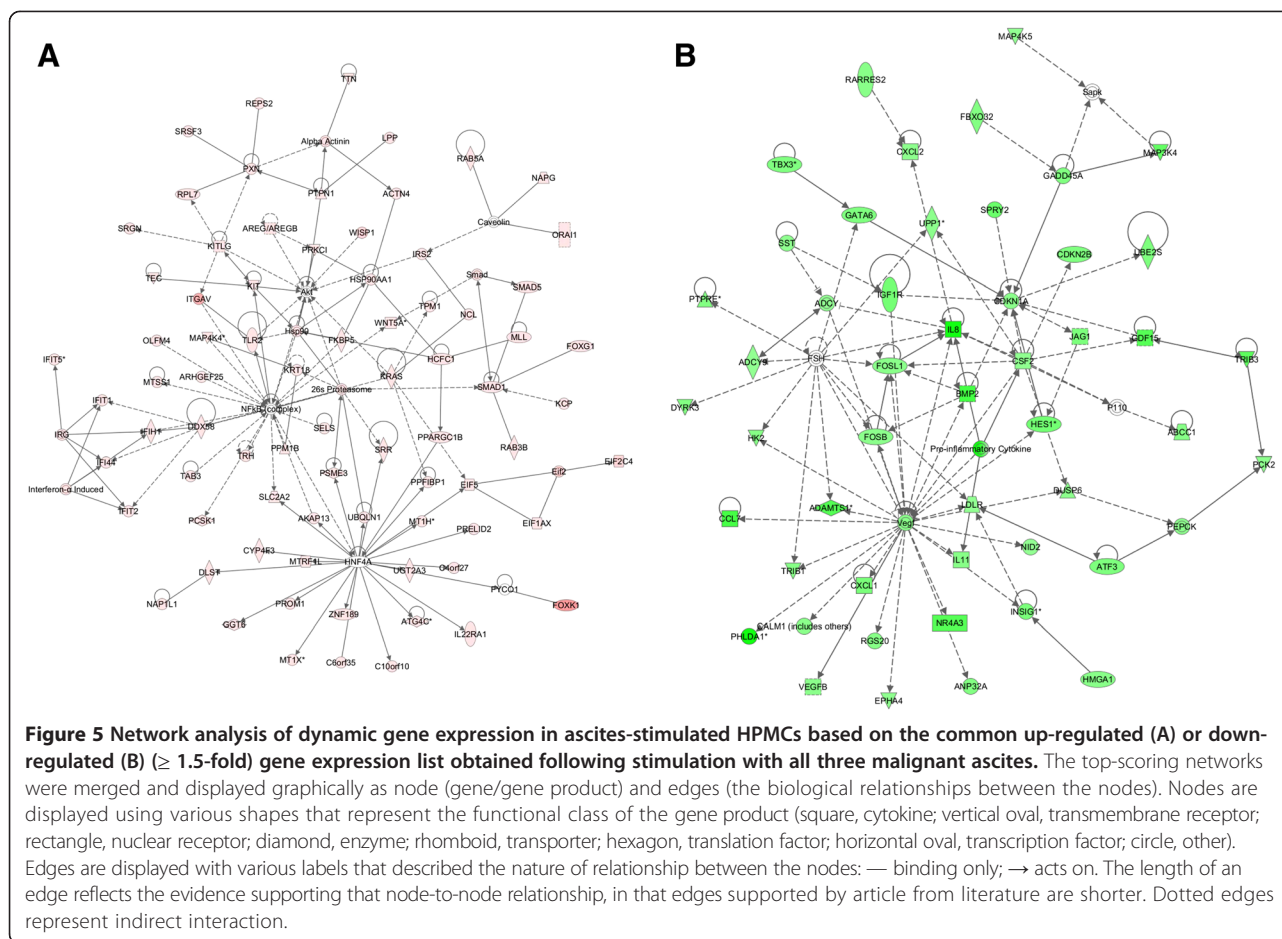 A
B
TTN
REPS2
SRSF3
Alpha Actinin
LPP
PXN
RAB5A
RPL7
PTPN1
ACTN4
NAPG
Caveolin
SRGN
AREG/AREGB
WISP1
ORAI1
KITLG
PRKCI
IRS2
TEC
KIT
HSP90AA1
Smad
SMAD5
ITGAV
Akt
TPM1
WNT5A*
NCL
MAP4K4*
Hsp90
MLL
OLFM4
TLR2
FKBP5
HCFC1
FOXG1
IFIT5*
ARHGEF25
KRT18
KRAS
MTSS1
26s Proteasome
SMAD1
KCP
IFIT1
NFkB (complex)
DDX58
SELS
IRG
IFIH1
PPM1B
PPARGC1B
RAB3B
IFI44
TRH
SRR
TAB3
PSME3
PPFIBP1
Eif2
EIF2C4
Interferon-α Induced
SLC2A2
EIF5
IFIT2
AKAP13
UBQLN1
MT1H*
EIF1AX
PCSK1
PRELID2
CYP4F3
HNF4A
MTRF1L
UGT2A3
C4orf27
DLST
PYCO1
NAP1L1
PROM1
FOXK1
ZNF189
ATG4C*
GGT6
IL22RA1
MT1X*
C6orf35
C10orf10
MAP4K5
RARRES2
Sapk
FBXO32
CXCL2
MAP3K4
TBX3*
GADD45A
GATA6
UPP1*
SPRY2
SST
CDKN2B
UBE2S
PTPRE*
ADCY
IGF1R
CDKN1A
IL8
JAG1
GDF15
FSH
CSF2
TRIB3
ADCY9
FOSL1
DYRK3
BMP2
P110
ABCC1
HK2
FOSB
HES1*
Pro-inflammatory Cytokine
PCK2
DUSP6
CCL7
ADAMTS1*
LDLR
Vegf
PEPCK
NID2
TRIB1
IL11
ATF3
CXCL1
INSIG1*
CALM1 (includes others)
PHLDA1*
RGS20
NR4A3
HMGA1
VEGFB
EPHA4
ANP32A
Figure 5 Network analysis of dynamic gene expression in ascites-stimulated HPMCs based on the common up-regulated (A) or down-
regulated (B) (≥ 1.5-fold) gene expression list obtained following stimulation with all three malignant ascites. The top-scoring networks
were merged and displayed graphically as node (gene/gene product) and edges (the biological relationships between the nodes). Nodes are
displayed using various shapes that represent the functional class of the gene product (square, cytokine; vertical oval, transmembrane receptor;
rectangle, nuclear receptor; diamond, enzyme; rhomboid, transporter; hexagon, translation factor; horizontal oval, transcription factor; circle, other).
Edges are displayed with various labels that described the nature of relationship between the nodes: — binding only; → acts on. The length of an
edge reflects the evidence supporting that node-to-node relationship, in that edges supported by article from literature are shorter. Dotted edges
represent indirect interaction.